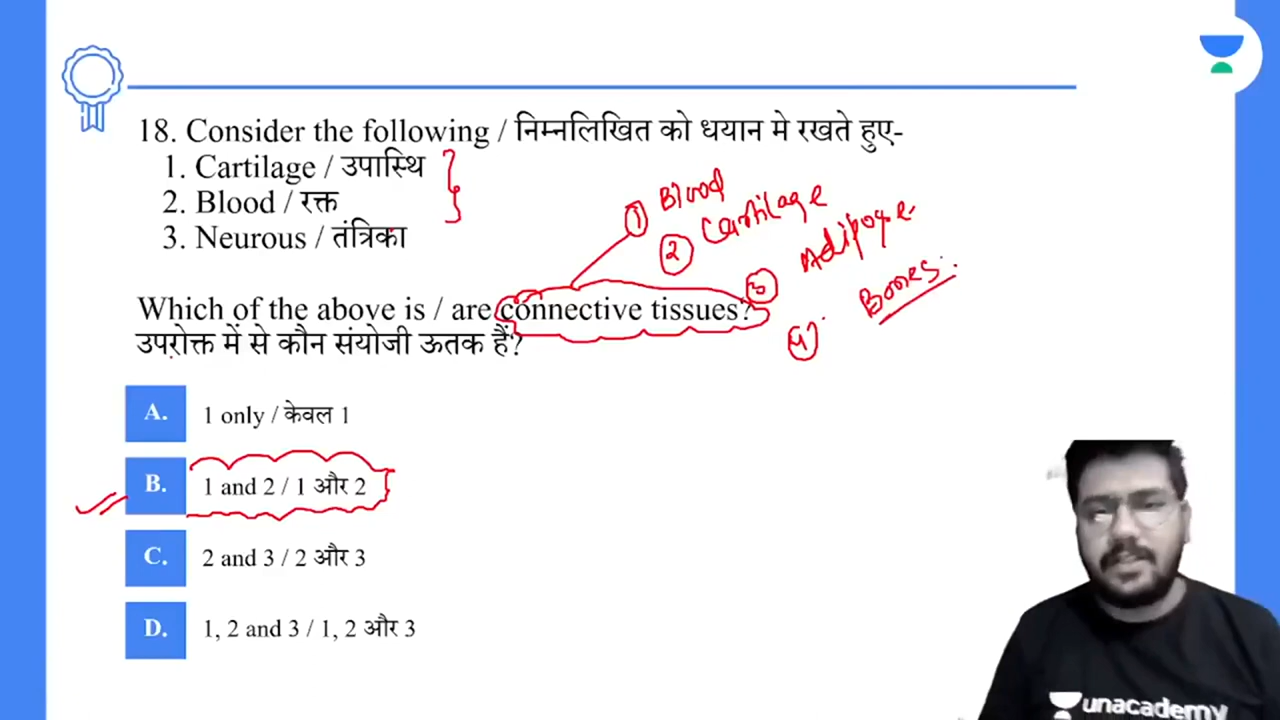 18. Consider the following / निम्नलिखित को धयान मे रखते हुए-
1. Cartilage / उपास्थि
2. Blood / रक्त
3. Neurous / तंत्रिका
① Blood
② Cartilage
③ Adipose
④ Bones.
Which of the above is / are connective tissues?
उपरोक्त में से कौन संयोजी ऊतक हैं?
A. 1 only / केवल 1
B. 1 and 2 / 1 और 2
C. 2 and 3 / 2 और 3
D. 1, 2 and 3 / 1, 2 और 3
unacademy